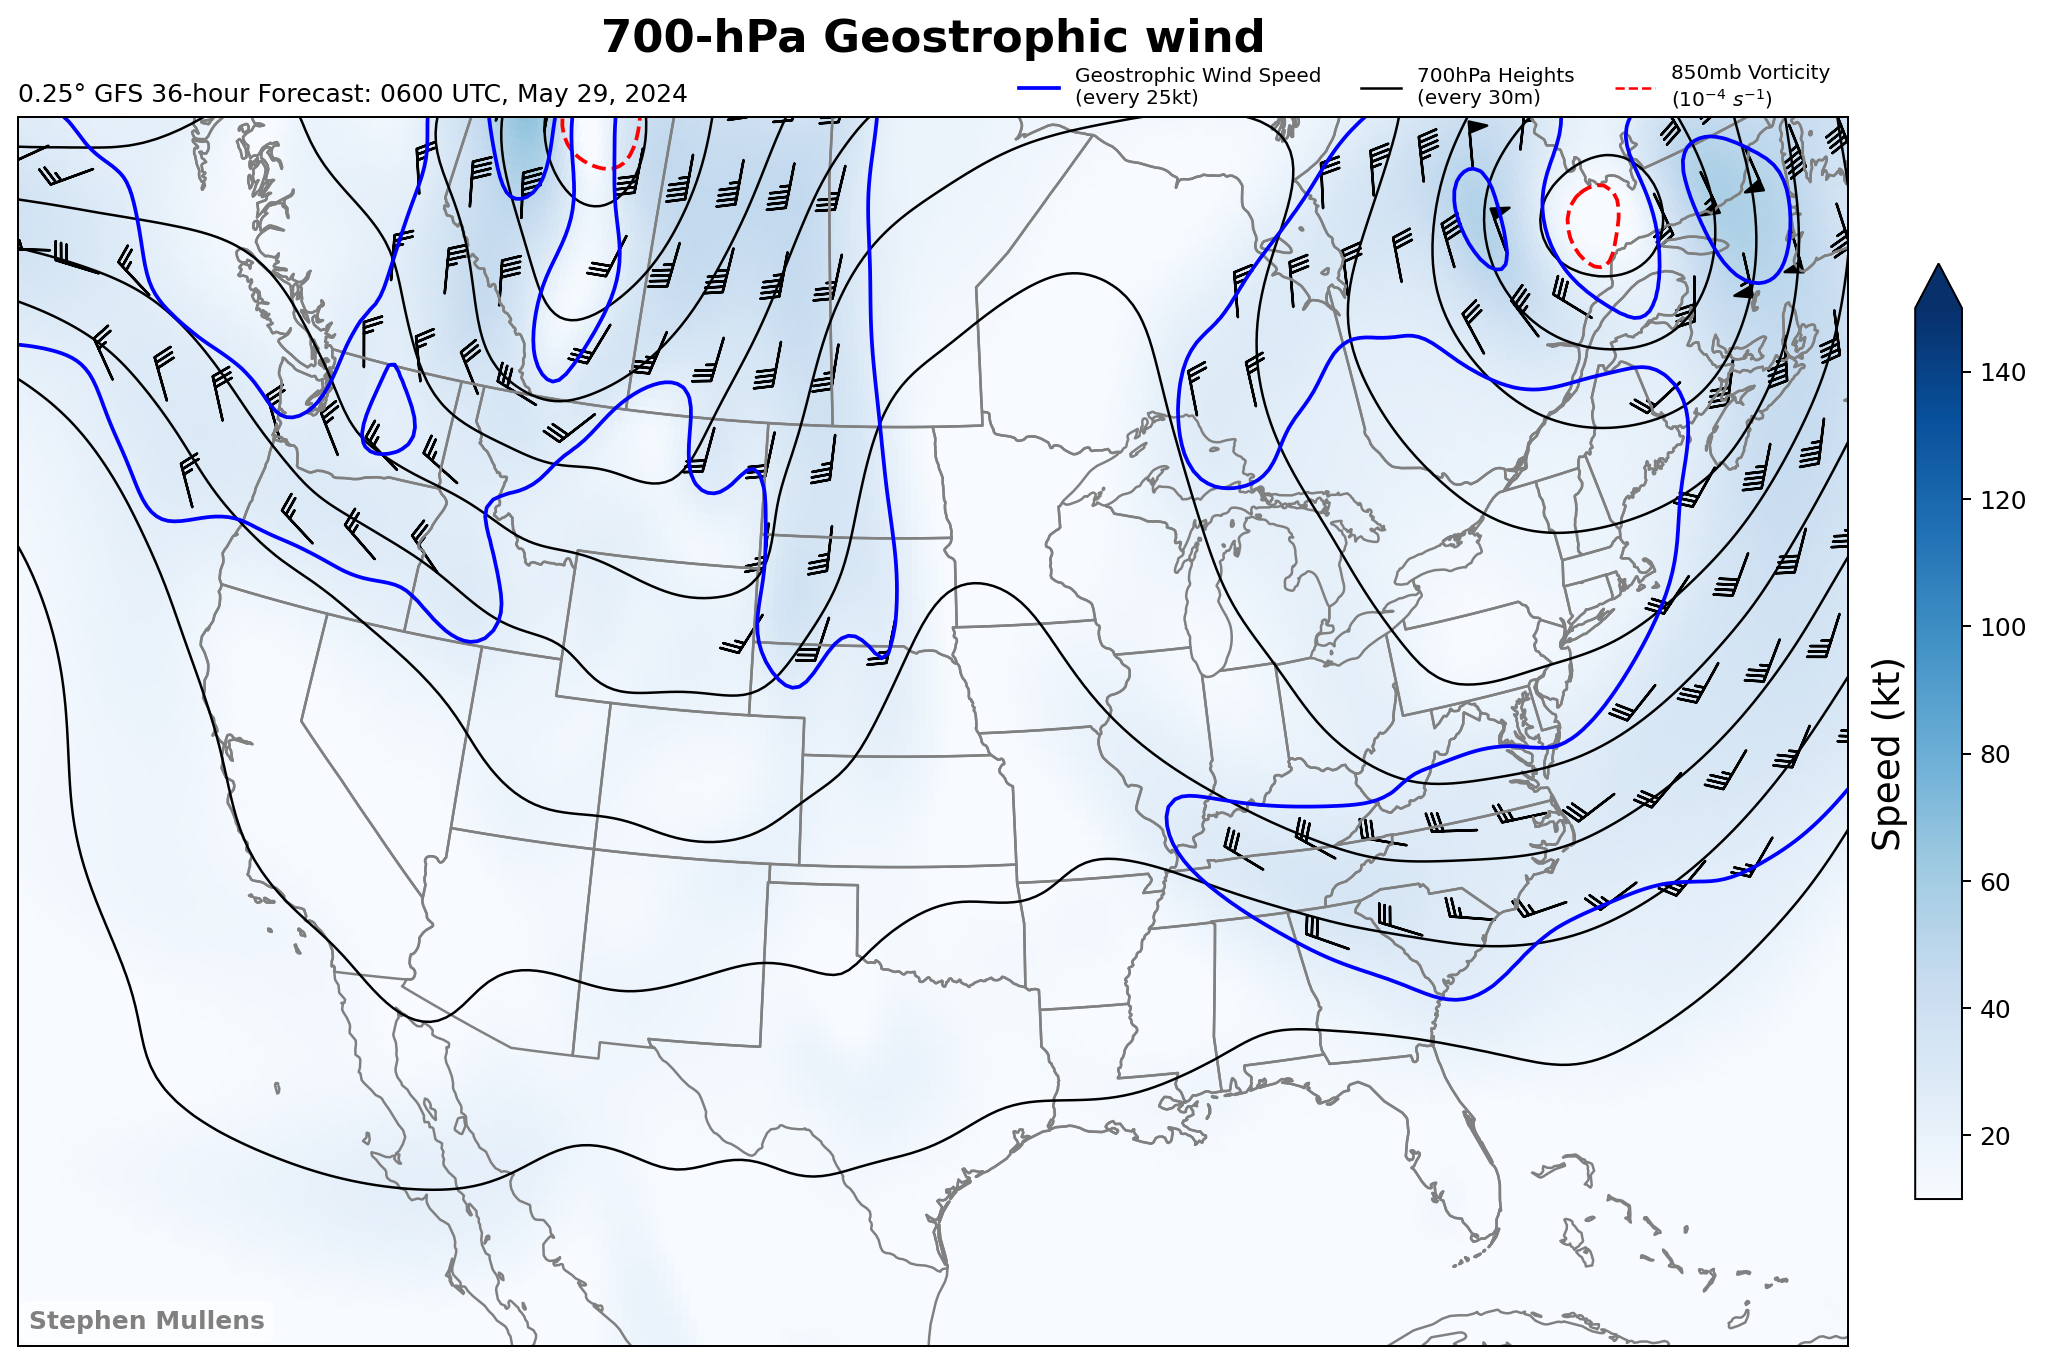 700-hPa Geostrophic wind
0.25° GFS 36-hour Forecast: 0600 UTC, May 29, 2024
Geostrophic Wind Speed
(every 25kt)
700hPa Heights
(every 30m)
850mb Vorticity
(10⁻⁴ s⁻¹)
140
120
100
80
60
40
20
Speed (kt)
Stephen Mullens